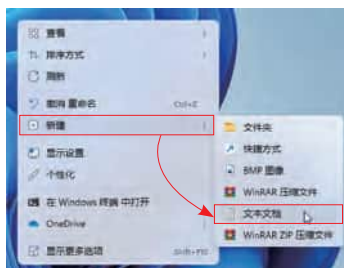 查看
排序方式
刷新
撤消 重命名 Ctrl+Z
新建
显示设置
个性化
在 Windows 终端 中打开
OneDrive
显示更多选项 Shift+F10
文件夹
快捷方式
BMP 图像
WinRAR 压缩文件
文本文档
WinRAR ZIP 压缩文件